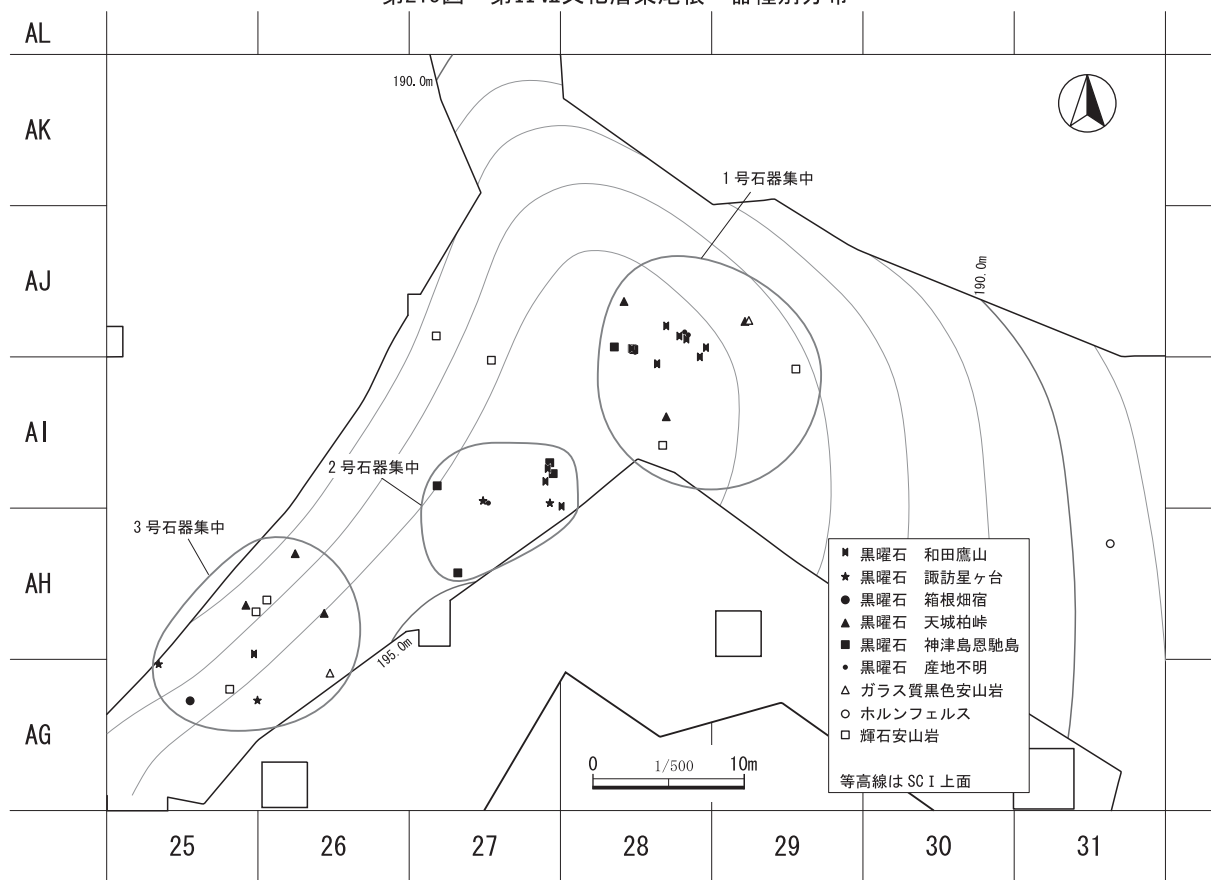 AL
AK
AJ
AI
AH
AG
25
26
27
28
29
30
31
190.0m
190.0m
195.0m
1号石器集中
2号石器集中
3号石器集中
黒曜石 和田鷹山
黒曜石 諏訪星ヶ台
黒曜石 箱根畑宿
黒曜石 天城柏峠
黒曜石 神津島恩馳島
黒曜石 産地不明
ガラス質黒色安山岩
ホルンフェルス
輝石安山岩
等高線はSCⅠ上面
0 1/500 10m